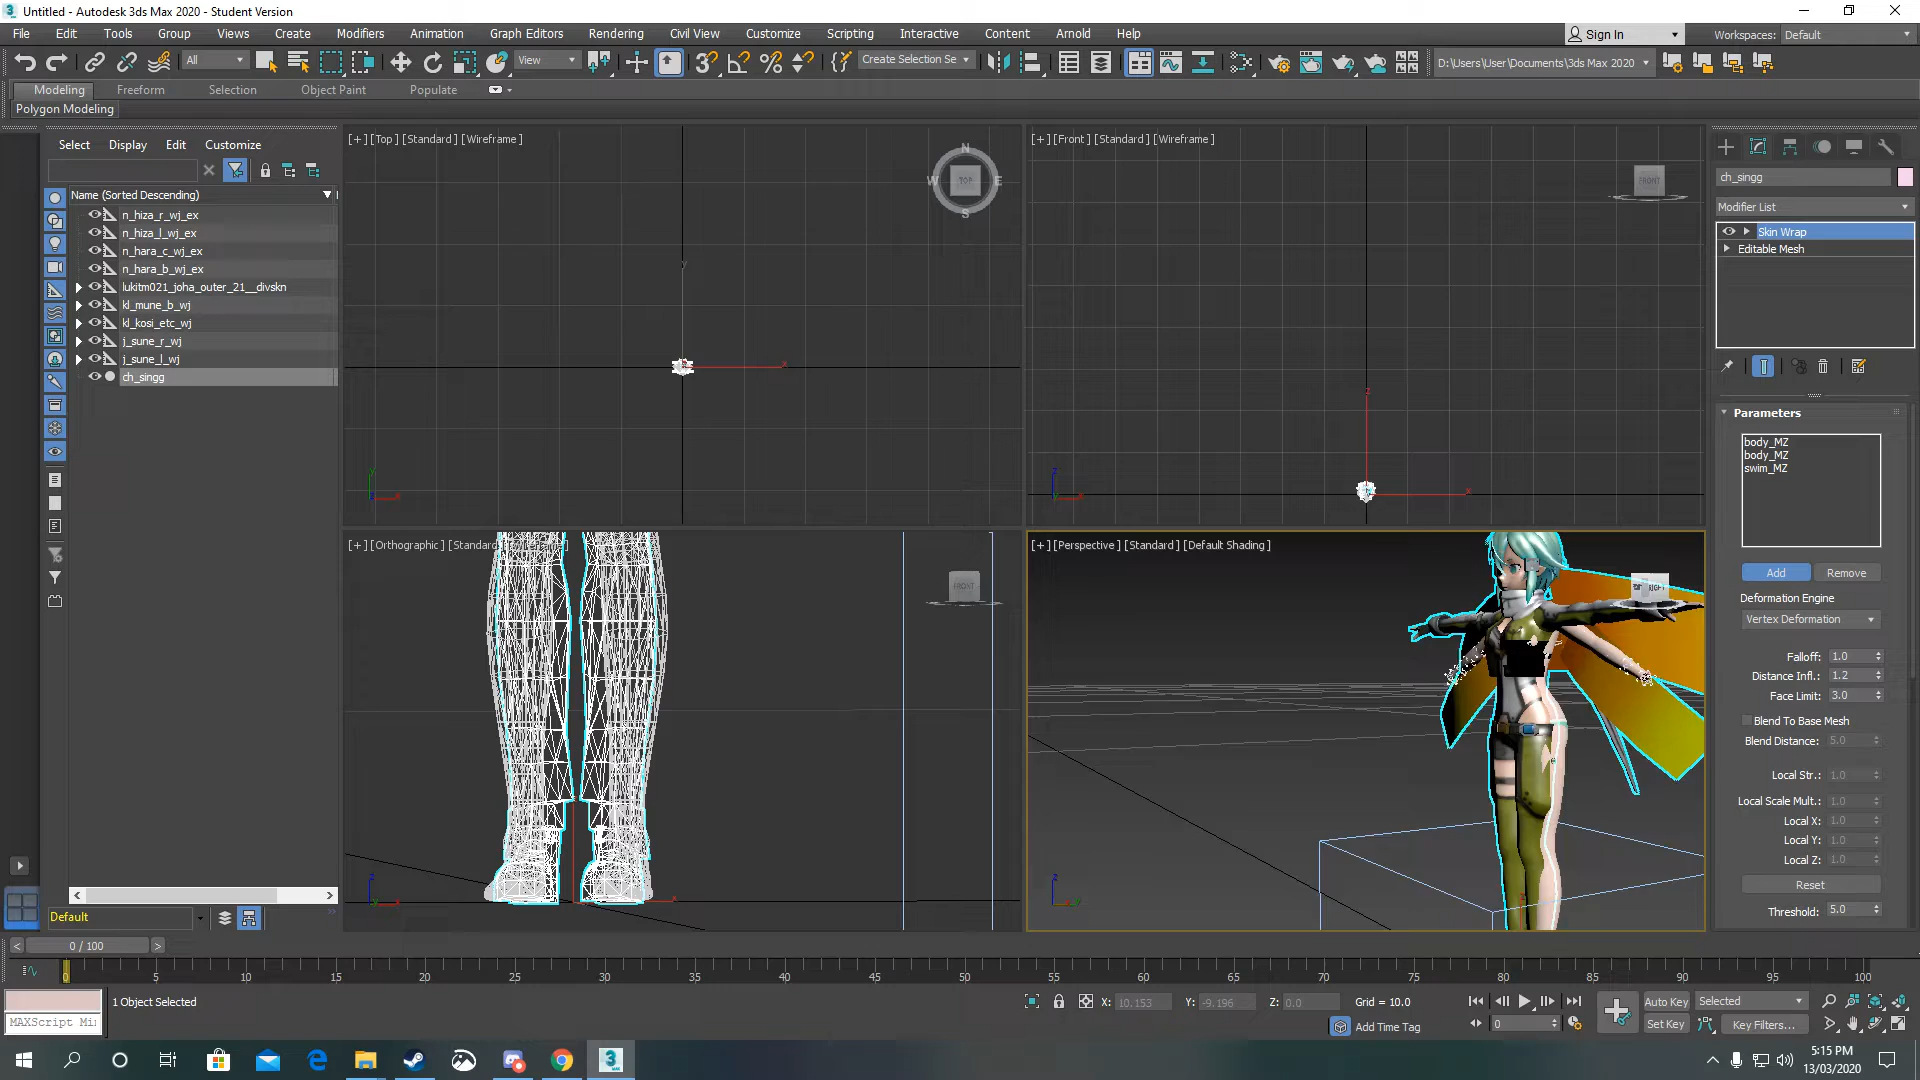 Untitled - Autodesk 3ds Max 2020 - Student Version
File Edit Tools Group Views Create Modifiers Animation Graph Editors Rendering Civil View Customize Scripting Interactive Content Arnold Help
Sign In
Workspaces: Default
All
View
Create Selection Se
D:\Users\User\Documents\3ds Max 2020
Modeling Freeform Selection Object Paint Populate
Polygon Modeling
Select Display Edit Customize
Name (Sorted Descending)
n_hiza_r_wj_ex
n_hiza_l_wj_ex
n_hara_c_wj_ex
n_hara_b_wj_ex
lukitm021_joha_outer_21__divskn
kl_mune_b_wj
kl_kosi_etc_wj
j_sune_r_wj
j_sune_l_wj
ch_singg
Default
[+] [Top] [Standard] [Wireframe]
N
W TOP E
S
y
x
[+] [Front] [Standard] [Wireframe]
FRONT
z
x
[+] [Orthographic] [Standard]
FRONT
[+] [Perspective] [Standard] [Default Shading]
ch_singg
Modifier List
Skin Wrap
Editable Mesh
Parameters
body_MZ
body_MZ
swim_MZ
Add Remove
Deformation Engine
Vertex Deformation
Falloff: 1.0
Distance Infl.: 1.2
Face Limit: 3.0
Blend To Base Mesh
Blend Distance: 5.0
Local Str.: 1.0
Local Scale Mult.: 1.0
Local X: 1.0
Local Y: 1.0
Local Z: 1.0
Reset
Threshold: 5.0
< 0 / 100 >
0 5 10 15 20 25 30 35 40 45 50 55 60 65 70 75 80 85 90 95 100
1 Object Selected
MAXScript Mi
X: 10.153 Y: -9.196 Z: 0.0 Grid = 10.0
Add Time Tag
0
Auto Key Selected
Set Key Key Filters...
5:15 PM
13/03/2020